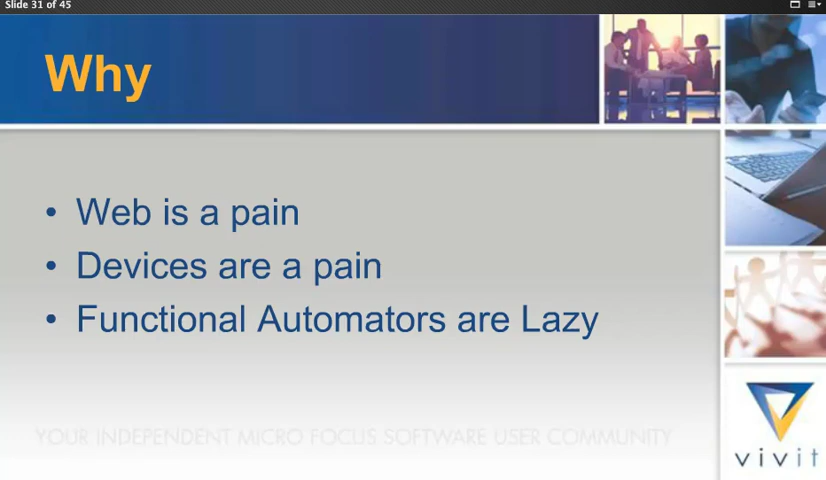 Slide 31 of 45
Why
• Web is a pain
• Devices are a pain
• Functional Automators are Lazy
YOUR INDEPENDENT MICRO FOCUS SOFTWARE USER COMMUNITY
vivit